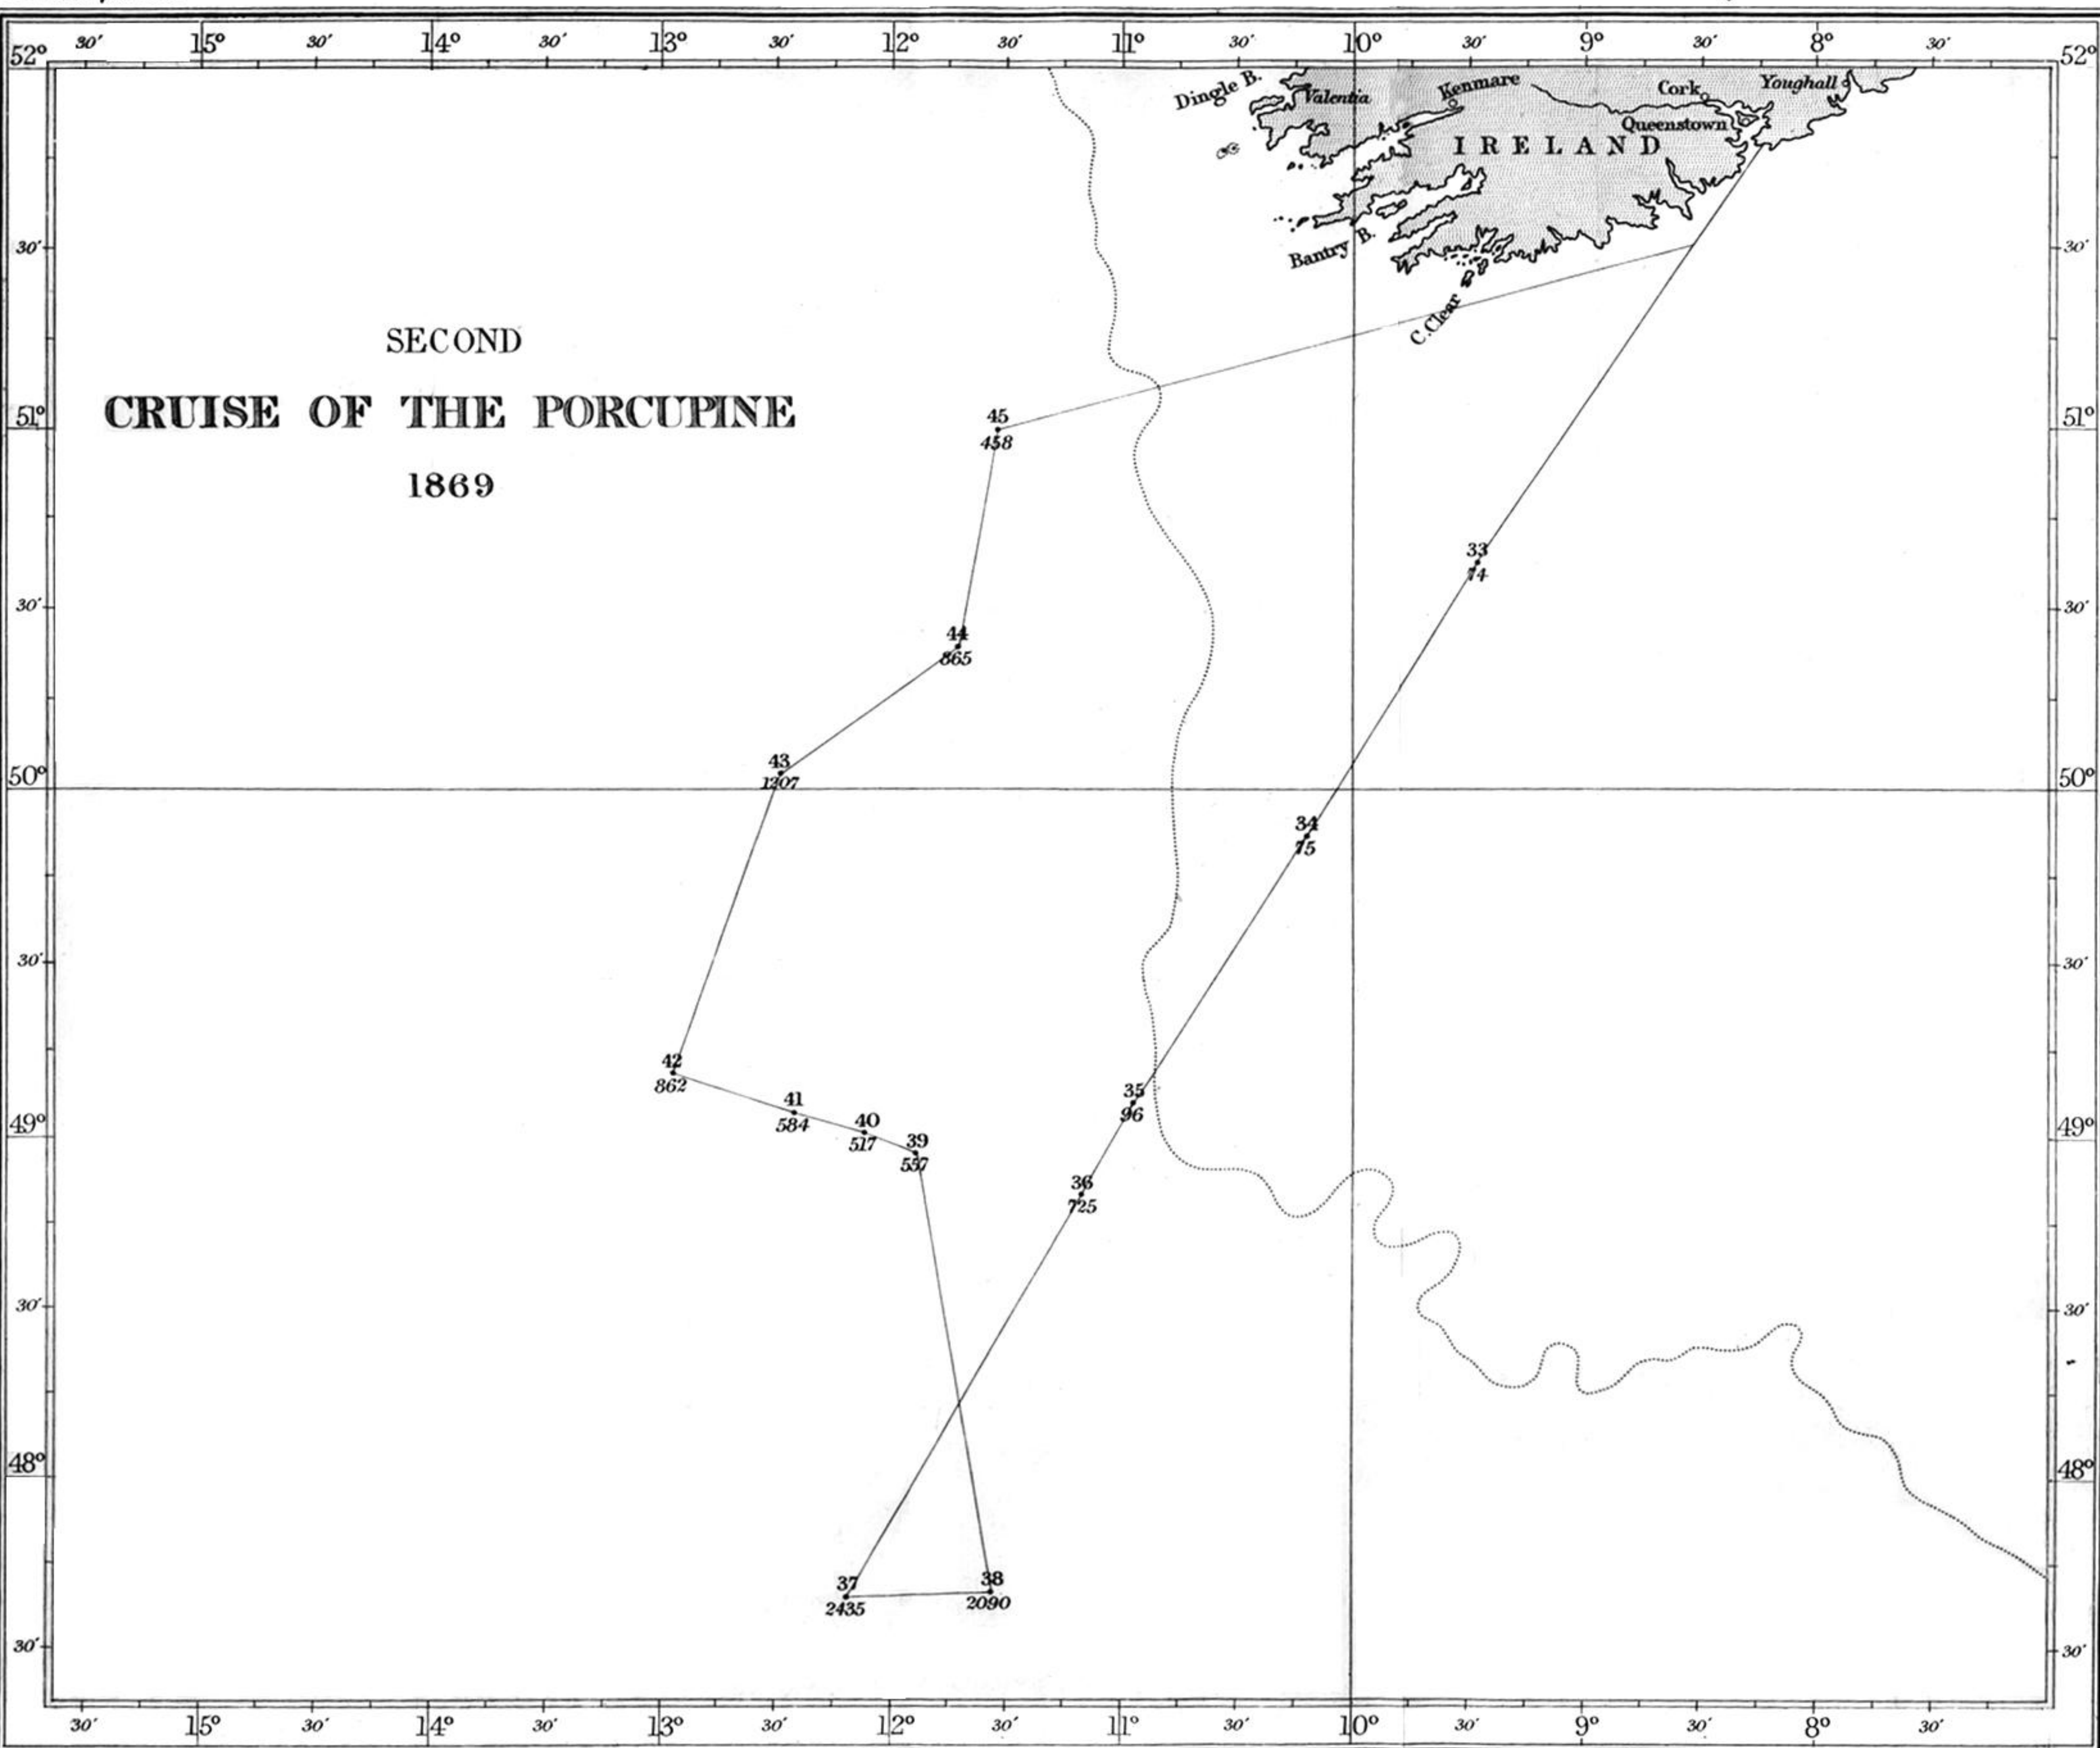 30′ 15° 30′ 14° 30′ 13° 30′ 12° 30′ 11° 30′ 10° 30′ 9° 30′ 8° 30′
52° 52°
Dingle B.
Valentia
Kenmare
Cork
Youghall
Queenstown
IRELAND
30′ 30′
Bantry B.
C. Clear
SECOND
CRUISE OF THE PORCUPINE
1869
51° 51°
45
458
33
74
30′ 30′
44
865
43
1207
50° 50°
34
75
30′ 30′
42
862
41
584
40
517
39
557
35
96
49° 49°
36
725
30′ 30′
48° 48°
37
2435
38
2090
30′ 30′
30′ 15° 30′ 14° 30′ 13° 30′ 12° 30′ 11° 30′ 10° 30′ 9° 30′ 8° 30′